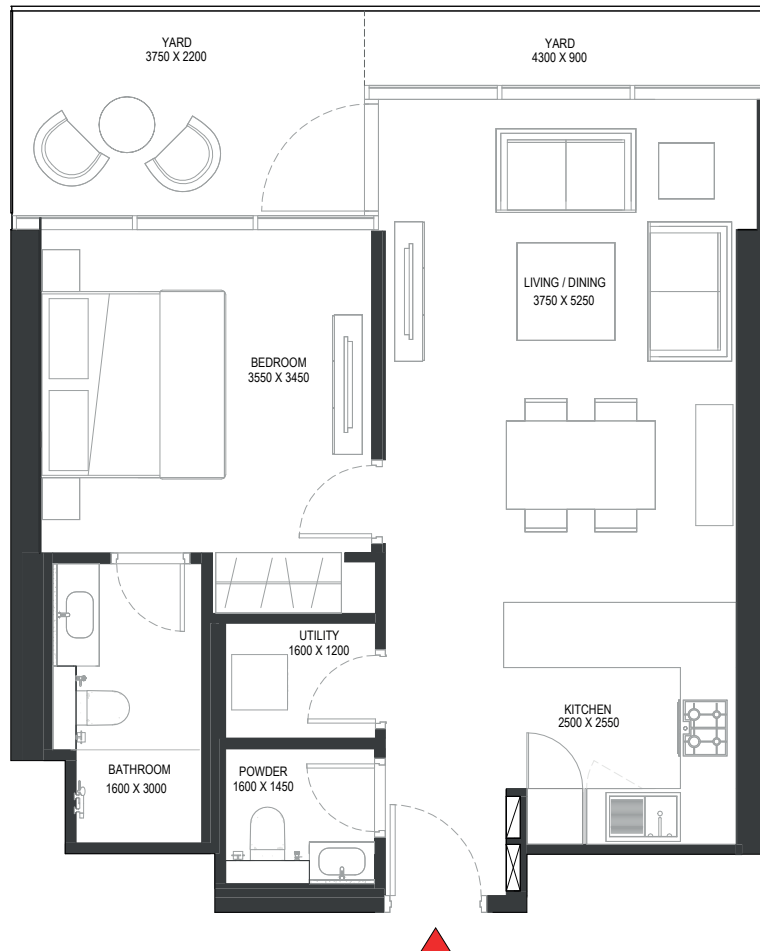 YARD
3750 X 2200
YARD
4300 X 900
LIVING / DINING
3750 X 5250
BEDROOM
3550 X 3450
UTILITY
1600 X 1200
KITCHEN
2500 X 2550
BATHROOM
1600 X 3000
POWDER
1600 X 1450